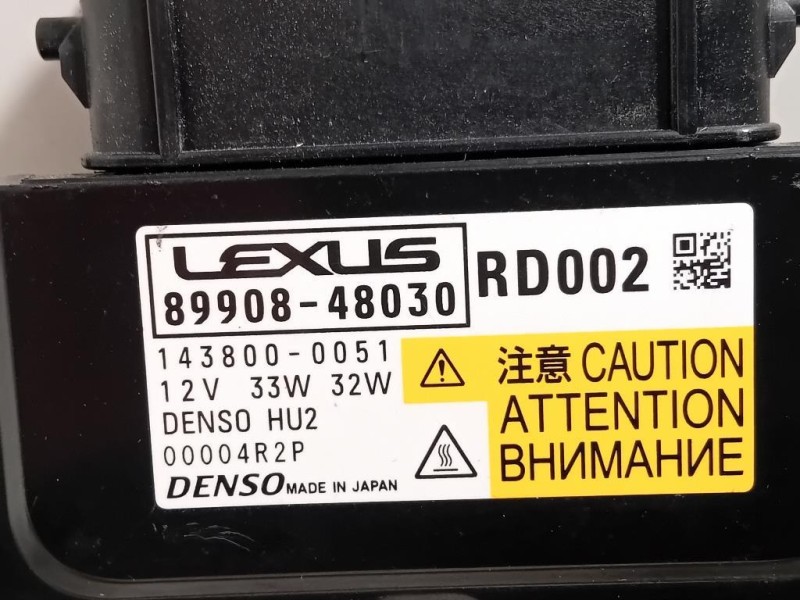 LEXUS
89908-48030
RD002
143800-0051
12V 33W 32W
DENSO HU2
00004R2P
DENSO MADE IN JAPAN
注意 CAUTION
ATTENTION
ВНИМАНИЕ